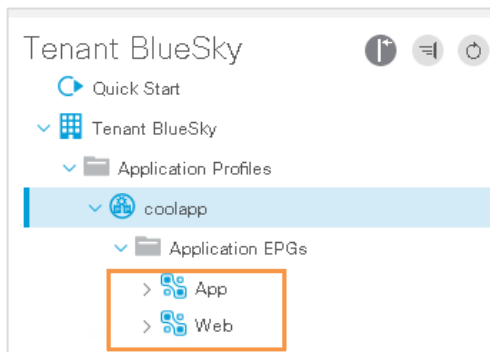 Tenant BlueSky
Quick Start
Tenant BlueSky
Application Profiles
coolapp
Application EPGs
App
Web